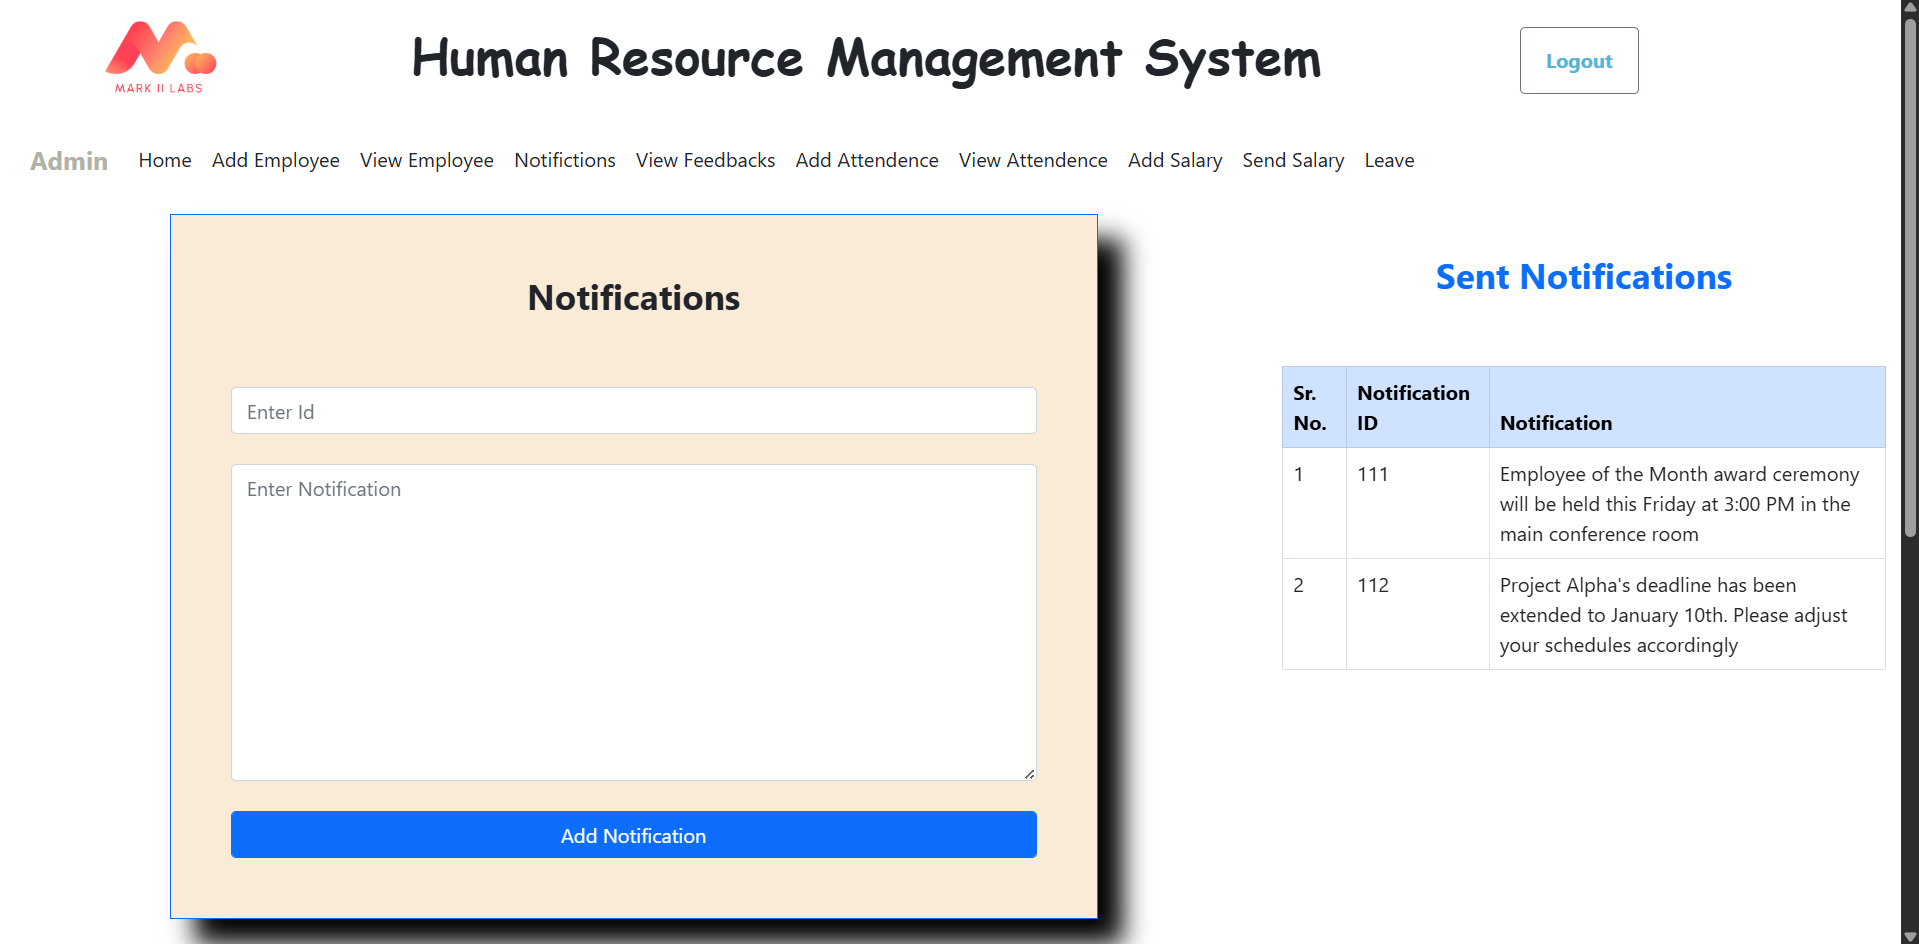 MARK II LABS
Human Resource Management System
Logout
Admin Home Add Employee View Employee Notifictions View Feedbacks Add Attendence View Attendence Add Salary Send Salary Leave
Notifications
Enter Id
Enter Notification
Add Notification
Sent Notifications
Sr. No. Notification ID Notification
1 111 Employee of the Month award ceremony
will be held this Friday at 3:00 PM in the
main conference room
2 112 Project Alpha's deadline has been
extended to January 10th. Please adjust
your schedules accordingly